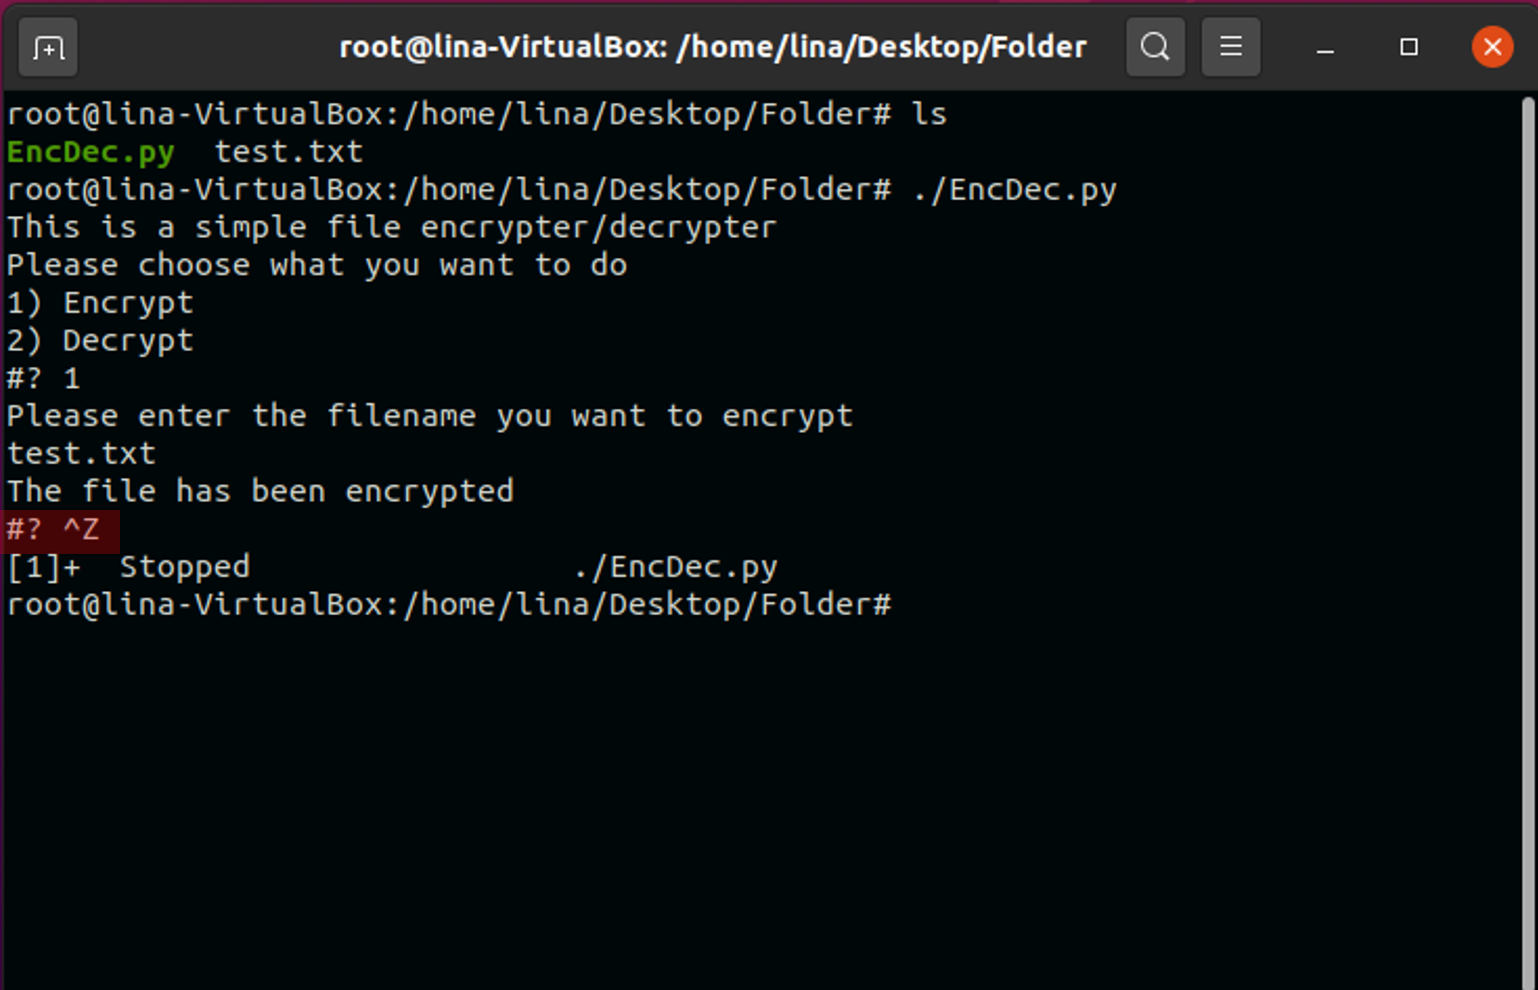 root@lina-VirtualBox: /home/lina/Desktop/Folder
root@lina-VirtualBox:/home/lina/Desktop/Folder# ls
EncDec.py  test.txt
root@lina-VirtualBox:/home/lina/Desktop/Folder# ./EncDec.py
This is a simple file encrypter/decrypter
Please choose what you want to do
1) Encrypt
2) Decrypt
#? 1
Please enter the filename you want to encrypt
test.txt
The file has been encrypted
#? ^Z
[1]+  Stopped                 ./EncDec.py
root@lina-VirtualBox:/home/lina/Desktop/Folder#